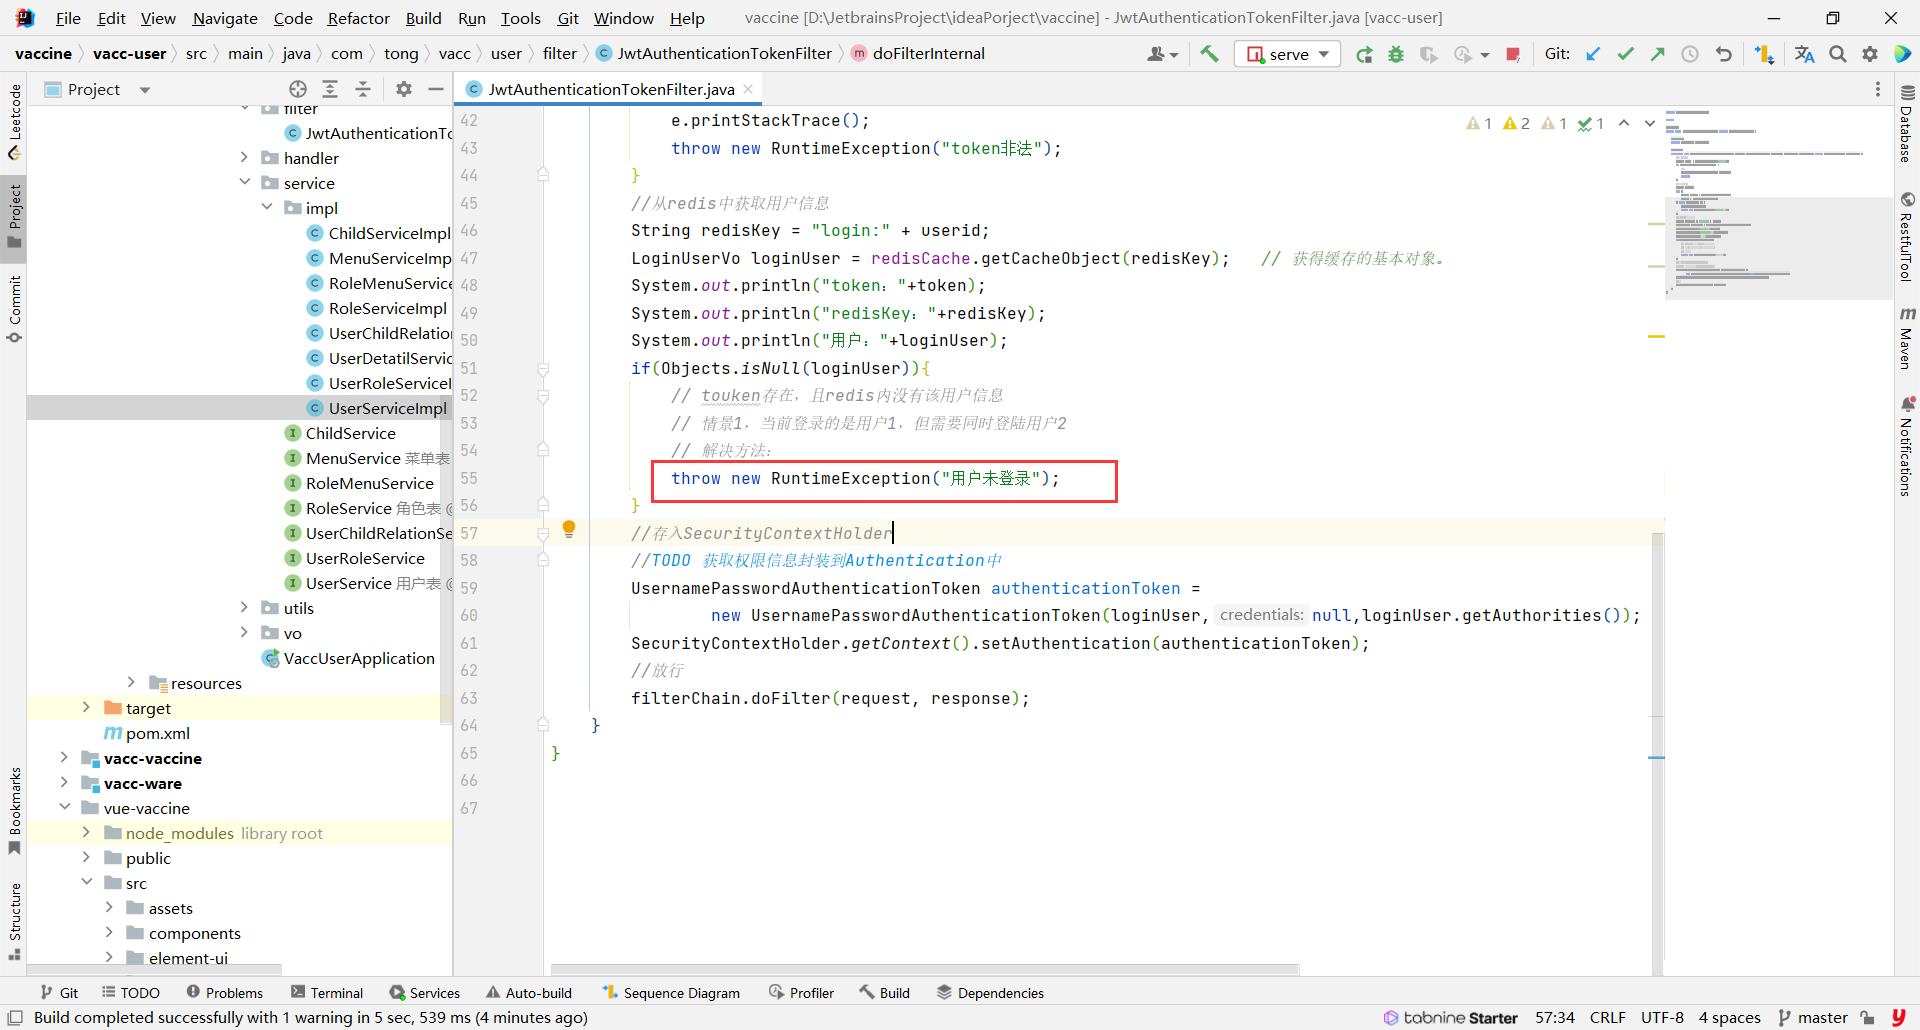 File Edit View Navigate Code Refactor Build Run Tools Git Window Help vaccine [D:\JetbrainsProject\ideaPorject\vaccine] - JwtAuthenticationTokenFilter.java [vacc-user]
vaccine vacc-user src main java com tong vacc user filter JwtAuthenticationTokenFilter doFilterInternal serve Git:
Project JwtAuthenticationTokenFilter.java
Leetcode
Project
Commit
Bookmarks
Structure
filter
JwtAuthenticationTo
handler
service
impl
ChildServiceImpl
MenuServiceImp
RoleMenuService
RoleServiceImpl
UserChildRelation
UserDetatilServic
UserRoleServiceI
UserServiceImpl
ChildService
MenuService 菜单表
RoleMenuService
RoleService 角色表 @
UserChildRelationSe
UserRoleService
UserService 用户表 @
utils
vo
VaccUserApplication
resources
target
pom.xml
vacc-vaccine
vacc-ware
vue-vaccine
node_modules library root
public
src
assets
components
element-ui
1 2 1 1
42 e.printStackTrace();
43 throw new RuntimeException("token非法");
44 }
45 //从redis中获取用户信息
46 String redisKey = "login:" + userid;
47 LoginUserVo loginUser = redisCache.getCacheObject(redisKey); // 获得缓存的基本对象。
48 System.out.println("token: "+token);
49 System.out.println("redisKey: "+redisKey);
50 System.out.println("用户: "+loginUser);
51 if(Objects.isNull(loginUser)){
52 // touken存在，且redis内没有该用户信息
53 // 情景1，当前登录的是用户1，但需要同时登陆用户2
54 // 解决方法：
55 throw new RuntimeException("用户未登录");
56 }
57 //存入SecurityContextHolder
58 //TODO 获取权限信息封装到Authentication中
59 UsernamePasswordAuthenticationToken authenticationToken =
60 new UsernamePasswordAuthenticationToken(loginUser, credentials: null,loginUser.getAuthorities());
61 SecurityContextHolder.getContext().setAuthentication(authenticationToken);
62 //放行
63 filterChain.doFilter(request, response);
64 }
65 }
66
67
Database
RestfulTool
Maven
Notifications
Git TODO Problems Terminal Services Auto-build Sequence Diagram Profiler Build Dependencies
Build completed successfully with 1 warning in 5 sec, 539 ms (4 minutes ago) tabnine Starter 57:34 CRLF UTF-8 4 spaces master